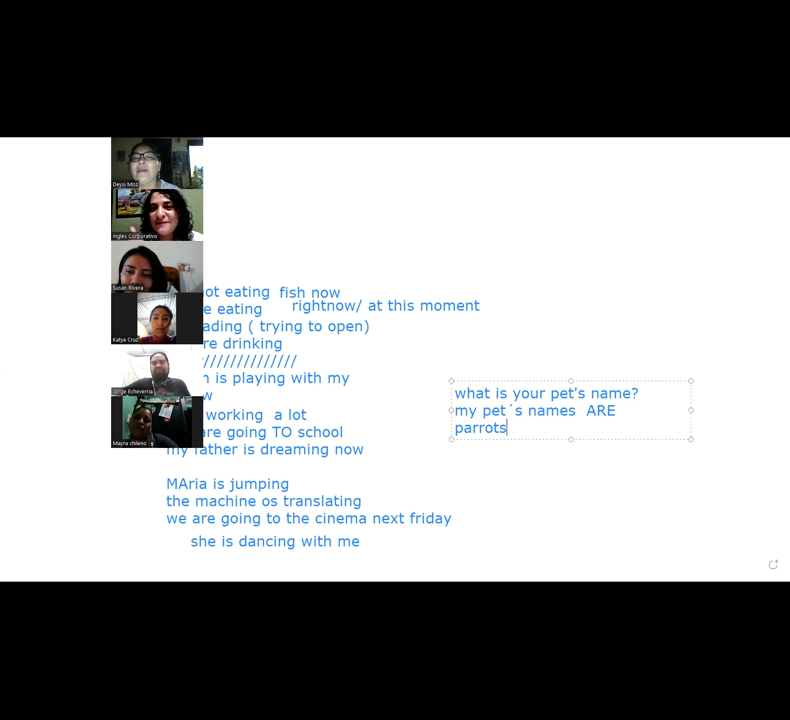 Deysi Moz
Ingles Corporativo
Susan Rivera
Katya Cruz
Jorge Echeverria
Mayra chileno
ot eating fish now
rightnow/ at this moment
e eating
ading ( trying to open)
re drinking
//////////////
n is playing with my
w
working a lot
are going TO school
my father is dreaming now
MAria is jumping
the machine os translating
we are going to the cinema next friday
she is dancing with me
what is your pet's name?
my pet´s names ARE
parrots